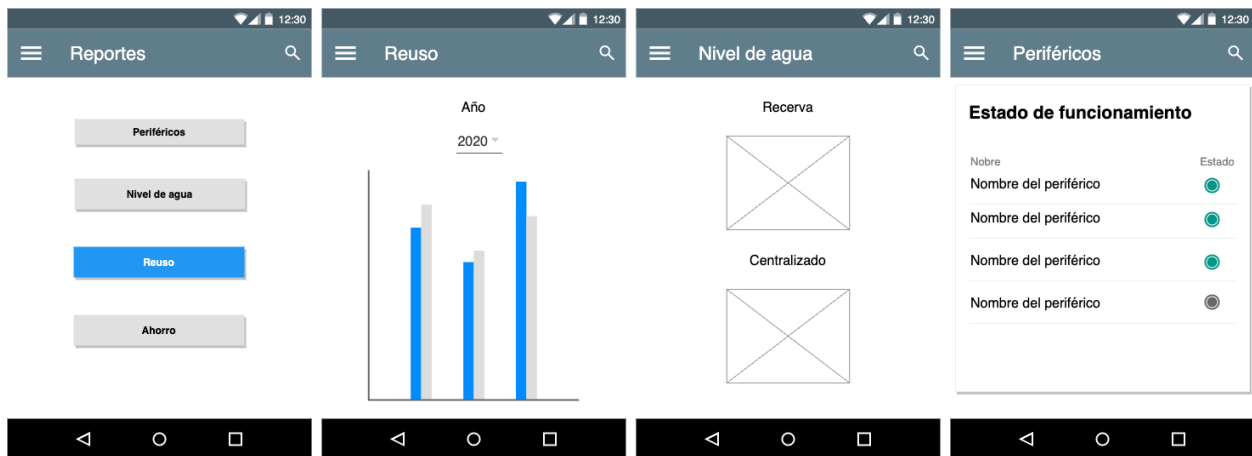 12:30
Reportes
Periféricos
Nivel de agua
Reuso
Ahorro
12:30
Reuso
Año
2020
12:30
Nivel de agua
Recerva
Centralizado
12:30
Periféricos
Estado de funcionamiento
Nobre Estado
Nombre del periférico
Nombre del periférico
Nombre del periférico
Nombre del periférico